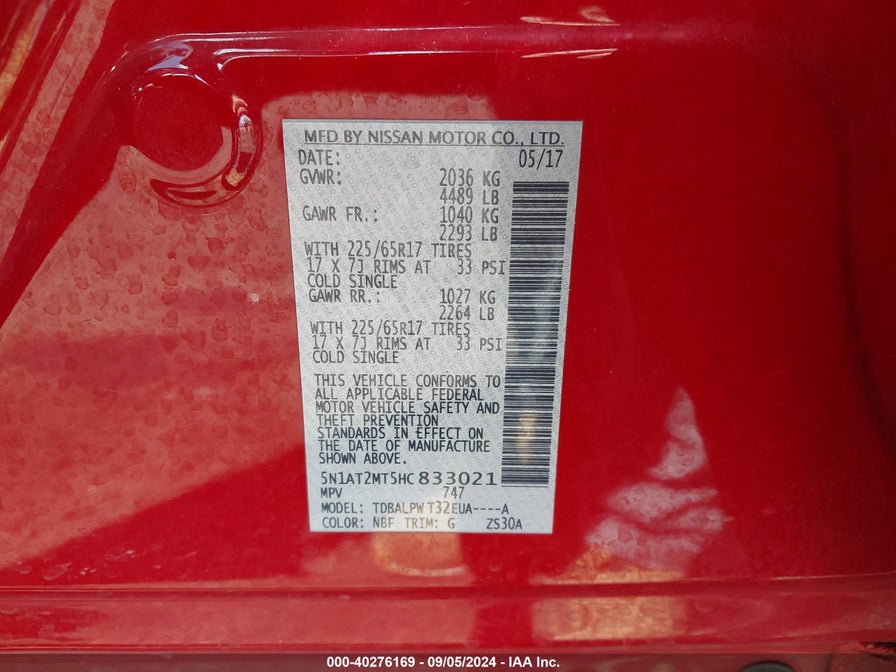 MFD BY NISSAN MOTOR CO., LTD.
DATE: 05/17
GVWR: 2036 KG
4489 LB
GAWR FR.: 1040 KG
2293 LB
WITH 225/65R17 TIRES
17 X 7J RIMS AT 33 PSI
COLD SINGLE
GAWR RR.: 1027 KG
2264 LB
WITH 225/65R17 TIRES
17 X 7J RIMS AT 33 PSI
COLD SINGLE
THIS VEHICLE CONFORMS TO
ALL APPLICABLE FEDERAL
MOTOR VEHICLE SAFETY AND
THEFT PREVENTION
STANDARDS IN EFFECT ON
THE DATE OF MANUFACTURE
SHOWN ABOVE.
5N1AT2MT5HC833021
MPV 747
MODEL: TDBALPWT32EUA----A
COLOR: NBF TRIM: G ZS30A
000-40276169 - 09/05/2024 - IAA Inc.